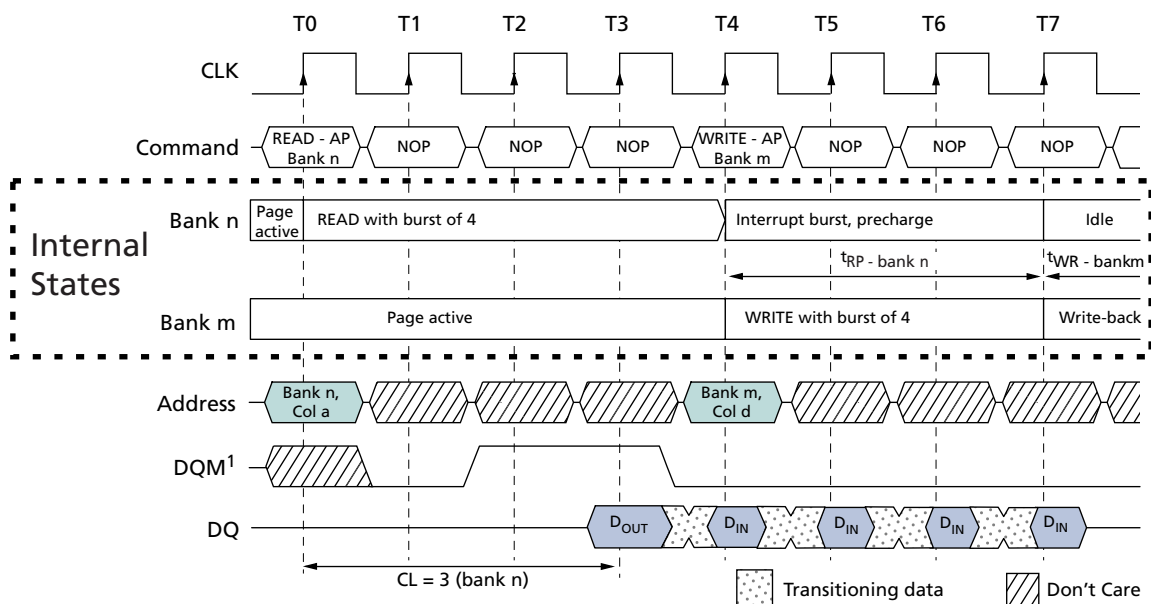 T0 T1 T2 T3 T4 T5 T6 T7
CLK
Command
READ - AP
Bank n
NOP
NOP
NOP
WRITE - AP
Bank m
NOP
NOP
NOP
Internal
States
Bank n
Page
active
READ with burst of 4
Interrupt burst, precharge
Idle
tRP - bank n
tWR - bankm
Bank m
Page active
WRITE with burst of 4
Write-back
Address
Bank n,
Col a
Bank m,
Col d
DQM1
DQ
DOUT
DIN
DIN
DIN
DIN
CL = 3 (bank n)
Transitioning data
Don't Care